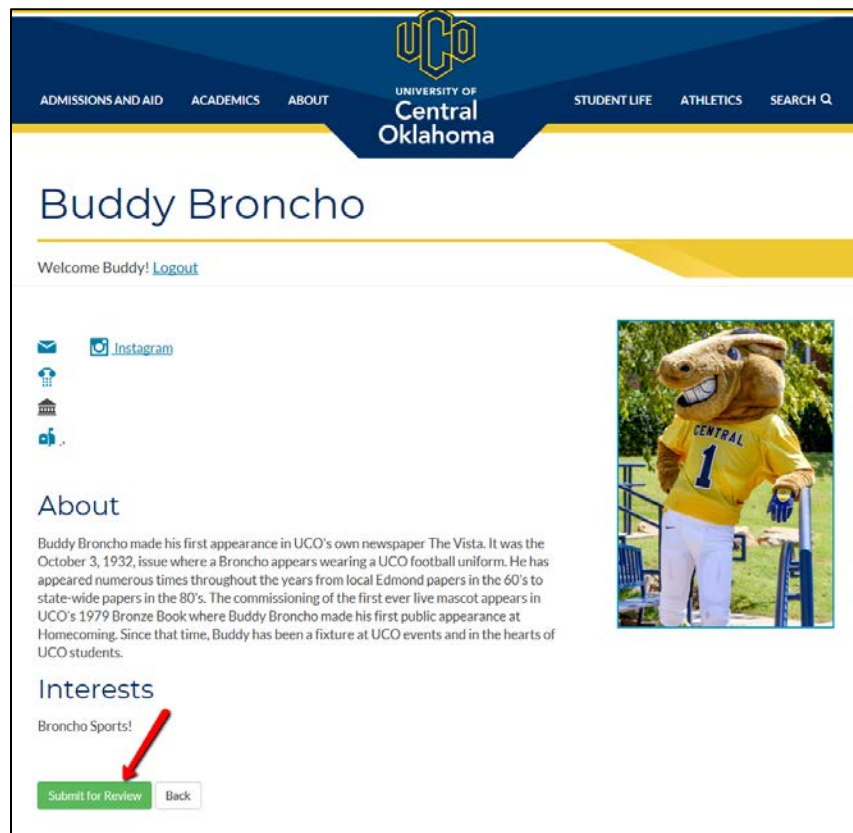 UCO
UNIVERSITY OF
Central
Oklahoma
ADMISSIONS AND AID ACADEMICS ABOUT STUDENT LIFE ATHLETICS SEARCH
Buddy Broncho
Welcome Buddy! Logout
Instagram
.
CENTRAL
1
About
Buddy Broncho made his first appearance in UCO's own newspaper The Vista. It was the
October 3, 1932, issue where a Broncho appears wearing a UCO football uniform. He has
appeared numerous times throughout the years from local Edmond papers in the 60's to
state-wide papers in the 80's. The commissioning of the first ever live mascot appears in
UCO's 1979 Bronze Book where Buddy Broncho made his first public appearance at
Homecoming. Since that time, Buddy has been a fixture at UCO events and in the hearts of
UCO students.
Interests
Broncho Sports!
Submit for Review Back